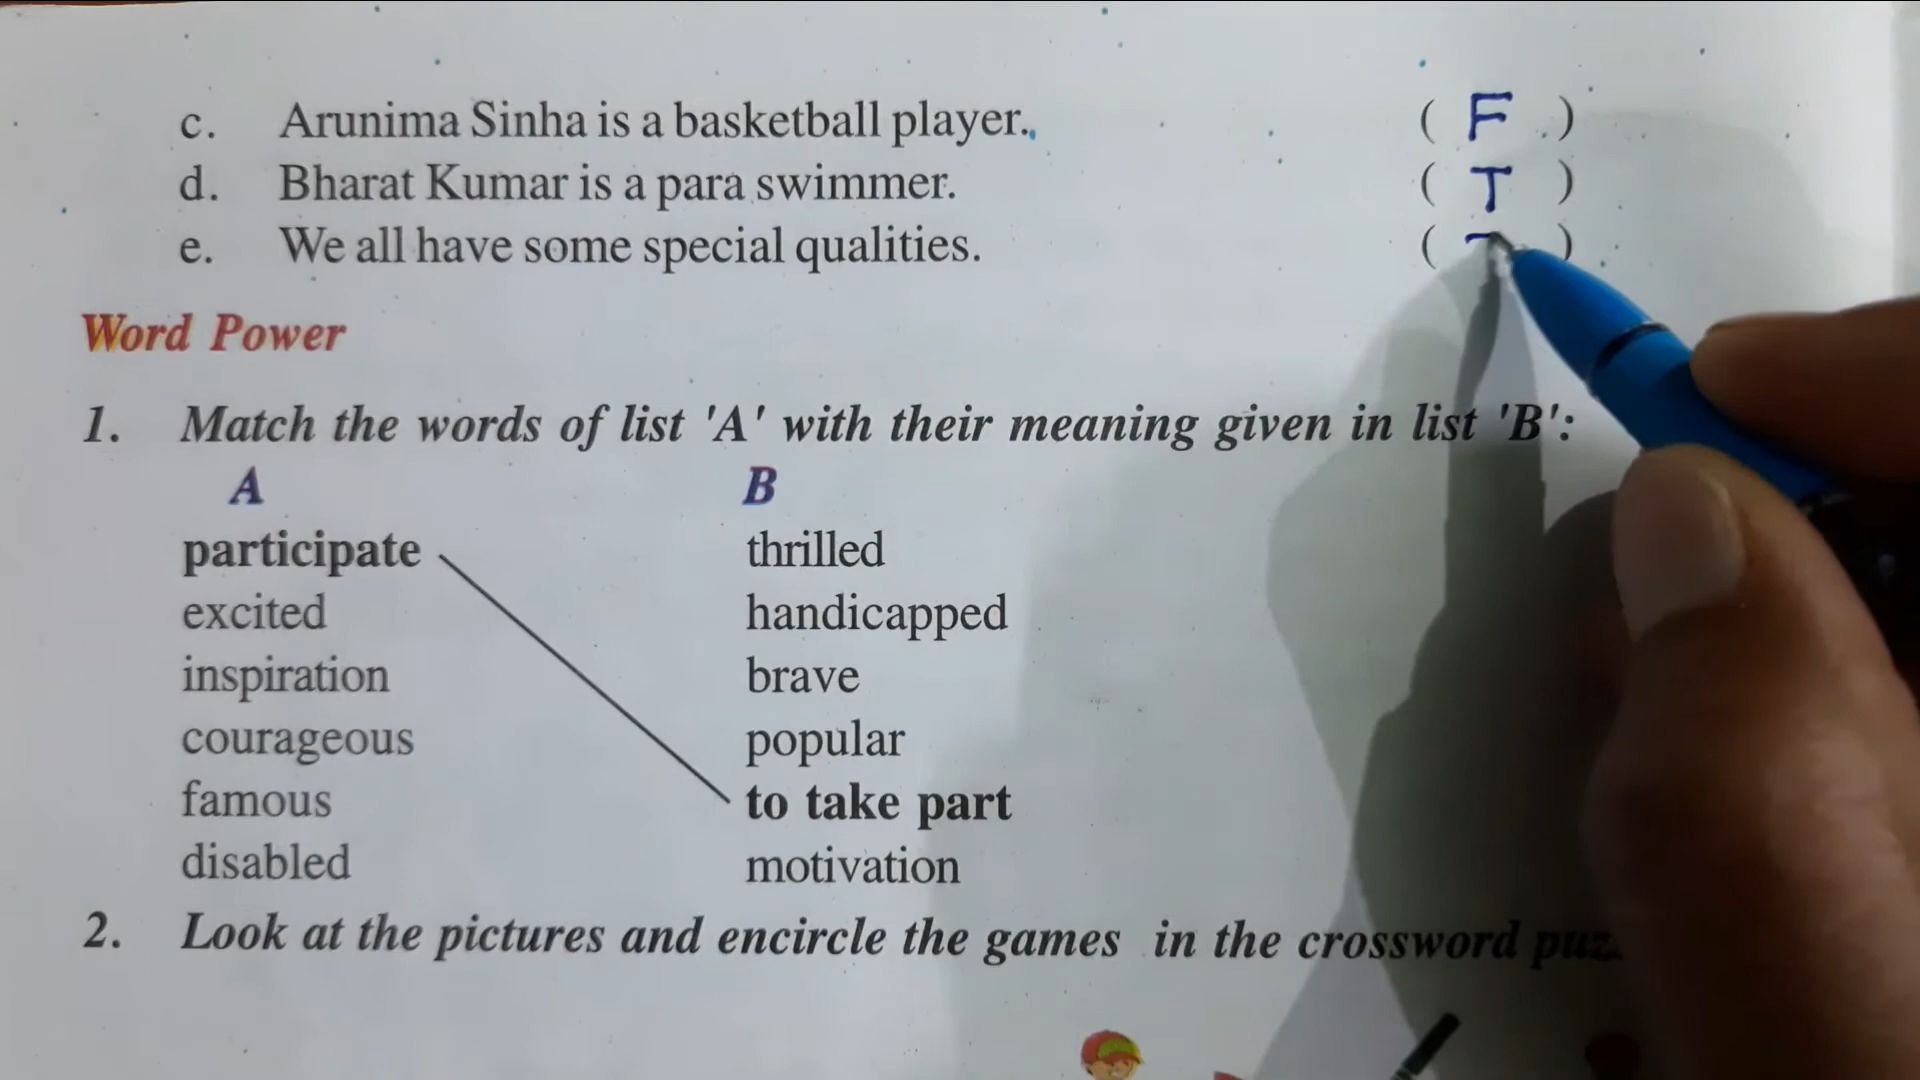 c. Arunima Sinha is a basketball player. ( F )
d. Bharat Kumar is a para swimmer. ( T )
e. We all have some special qualities. ( )
Word Power
1. Match the words of list 'A' with their meaning given in list 'B':
A B
participate thrilled
excited handicapped
inspiration brave
courageous popular
famous to take part
disabled motivation
2. Look at the pictures and encircle the games in the crossword